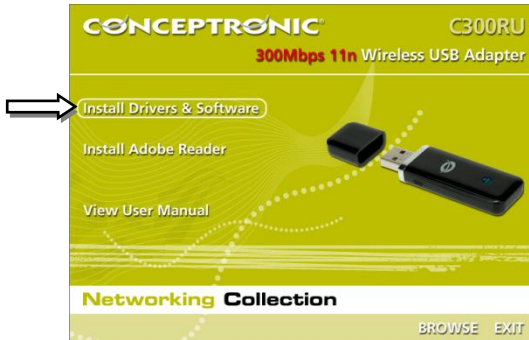 CONCEPTRONIC®
C300RU
300Mbps 11n Wireless USB Adapter
Install Drivers & Software
Install Adobe Reader
View User Manual
Networking Collection
BROWSE EXIT